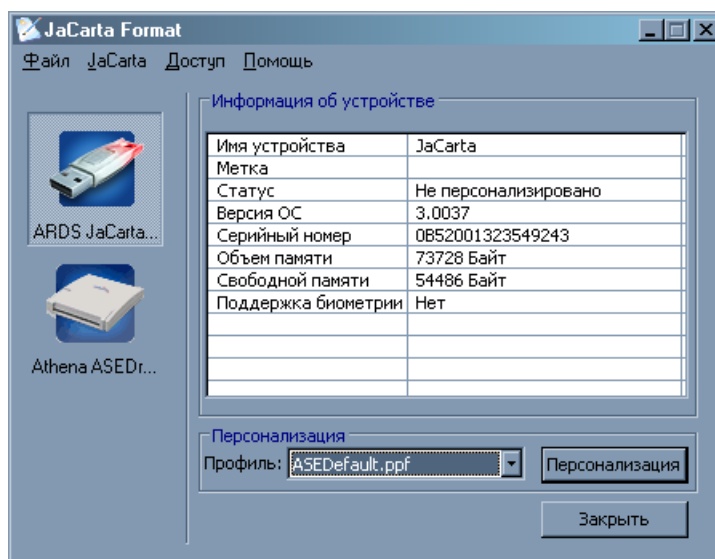 JaCarta Format
Файл JaCarta Доступ Помощь
ARDS JaCarta...
Athena ASEDr...
Информация об устройстве
Имя устройства JaCarta
Метка
Статус Не персонализировано
Версия ОС 3.0037
Серийный номер 0B52001323549243
Объем памяти 73728 Байт
Свободной памяти 54486 Байт
Поддержка биометрии Нет
Персонализация
Профиль: ASEDefault.ppf Персонализация
Закрыть